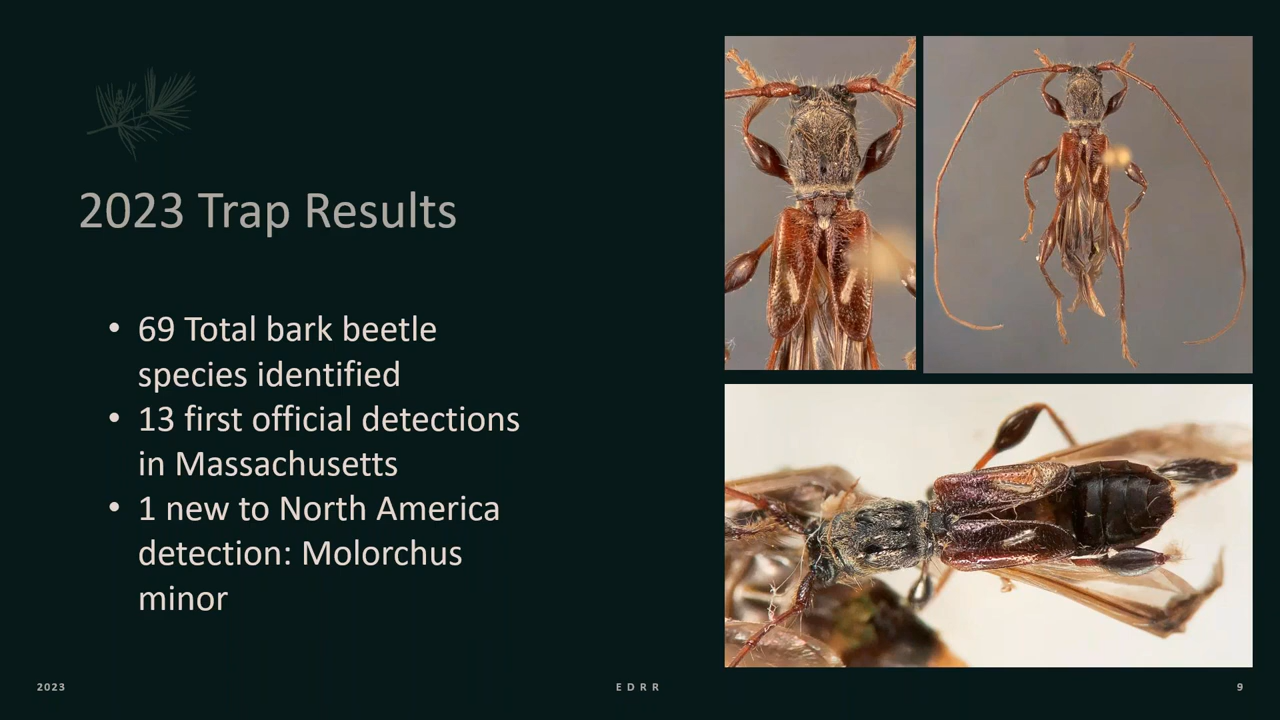 2023 Trap Results
• 69 Total bark beetle
species identified
• 13 first official detections
in Massachusetts
• 1 new to North America
detection: Molorchus
minor
2023
EDRR
9